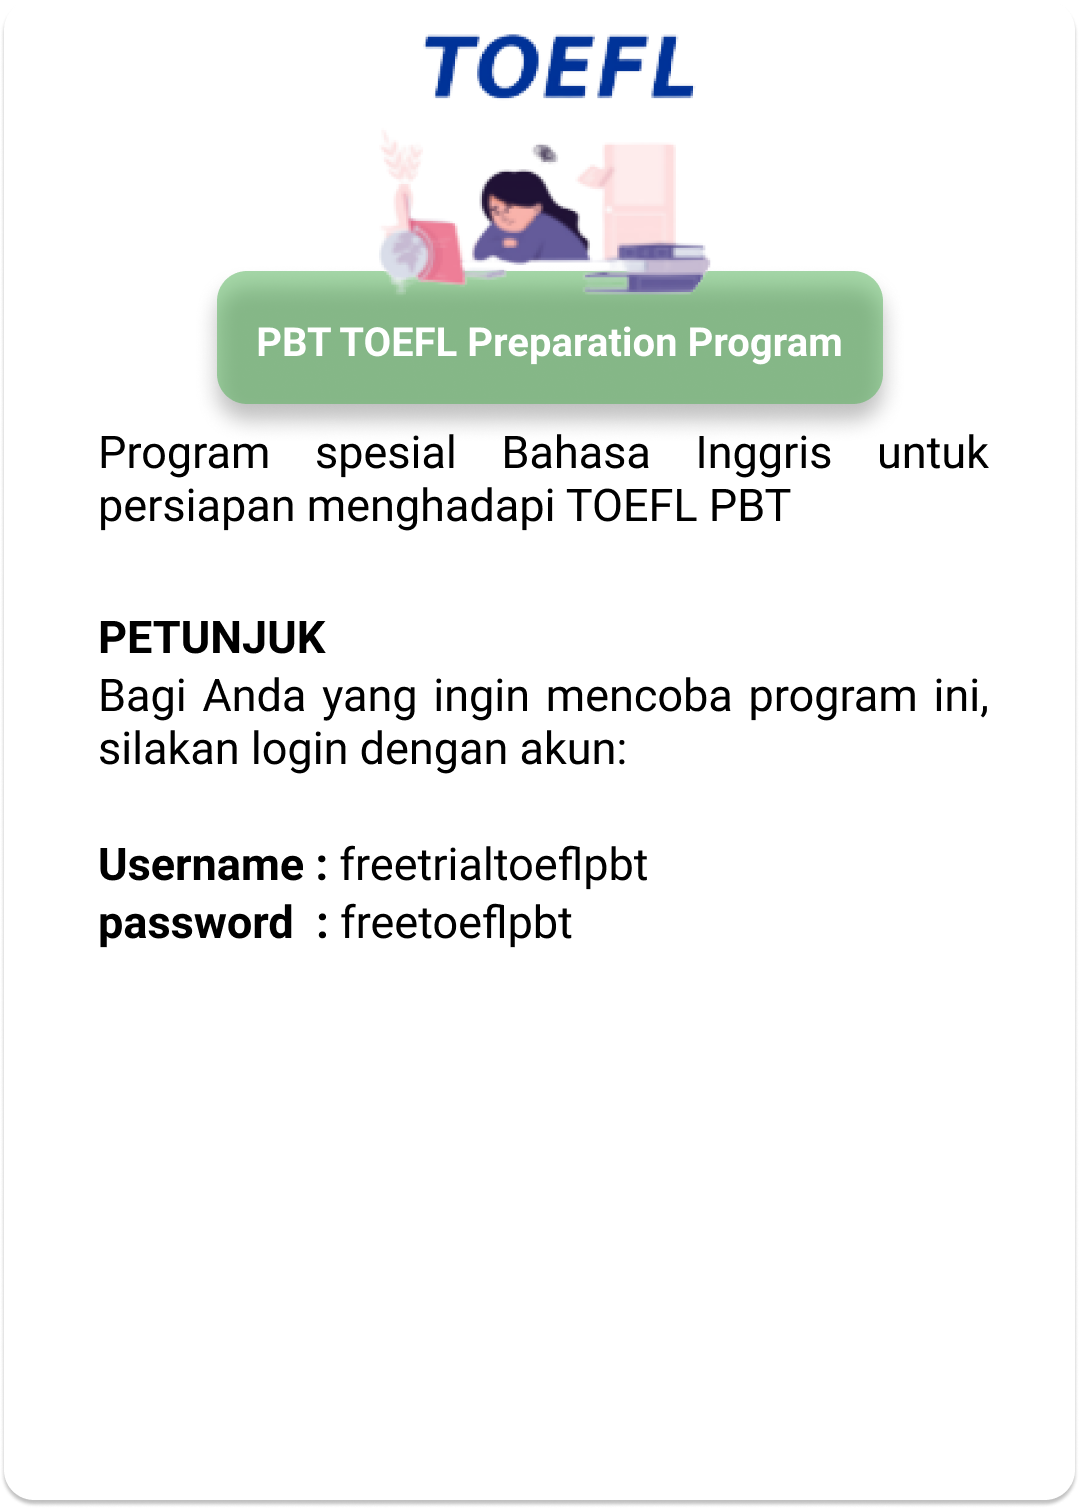 TOEFL
PBT TOEFL Preparation Program
Program spesial Bahasa Inggris untuk
persiapan menghadapi TOEFL PBT
PETUNJUK
Bagi Anda yang ingin mencoba program ini,
silakan login dengan akun:
Username : freetrialtoeflpbt
password : freetoeflpbt